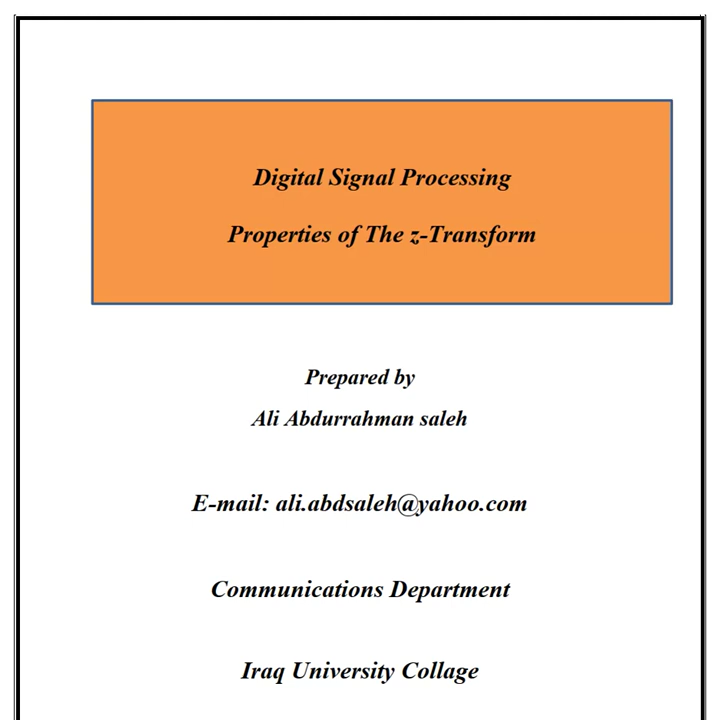 Digital Signal Processing
Properties of The z-Transform
Prepared by
Ali Abdurrahman saleh
E-mail: ali.abdsaleh@yahoo.com
Communications Department
Iraq University Collage